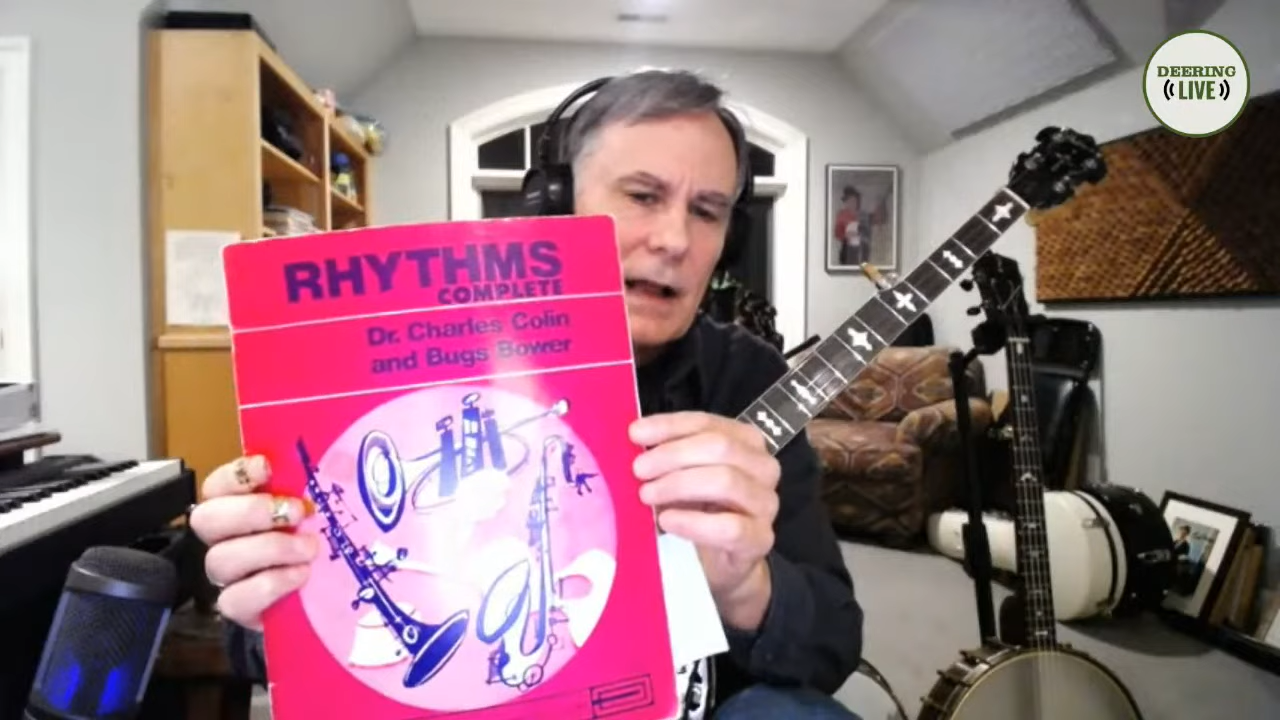 RHYTHMS
COMPLETE
Dr. Charles Colin
and Bugs Bower
DEERING
LIVE